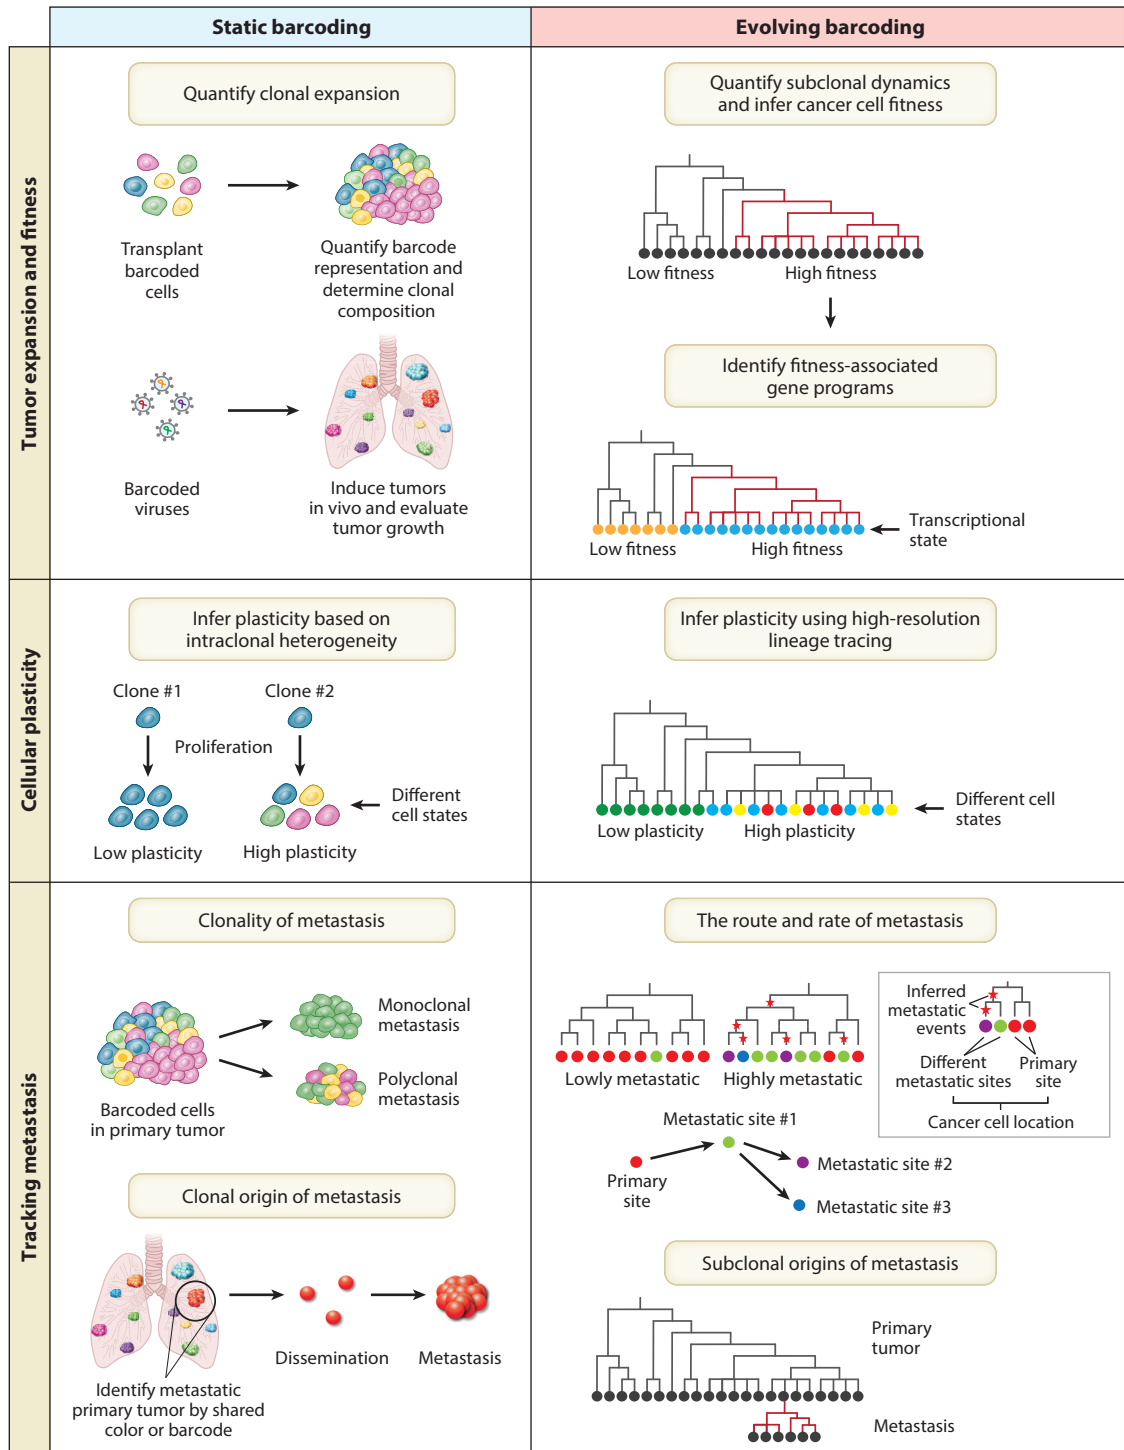 Static barcoding
Evolving barcoding
Tumor expansion and fitness
Quantify clonal expansion
Transplant
barcoded
cells
Quantify barcode
representation and
determine clonal
composition
Barcoded
viruses
Induce tumors
in vivo and evaluate
tumor growth
Quantify subclonal dynamics
and infer cancer cell fitness
Low fitness
High fitness
Identify fitness-associated
gene programs
Transcriptional
state
Low fitness
High fitness
Cellular plasticity
Infer plasticity based on
intraclonal heterogeneity
Clone #1
Clone #2
Proliferation
Different
cell states
Low plasticity
High plasticity
Infer plasticity using high-resolution
lineage tracing
Different cell
states
Low plasticity
High plasticity
Tracking metastasis
Clonality of metastasis
Monoclonal
metastasis
Polyclonal
metastasis
Barcoded cells
in primary tumor
Clonal origin of metastasis
Dissemination
Metastasis
Identify metastatic
primary tumor by shared
color or barcode
The route and rate of metastasis
Lowly metastatic
Highly metastatic
Inferred
metastatic
events
Different
metastatic sites
Primary
site
Cancer cell location
Metastatic site #1
Primary
site
Metastatic site #2
Metastatic site #3
Subclonal origins of metastasis
Primary
tumor
Metastasis